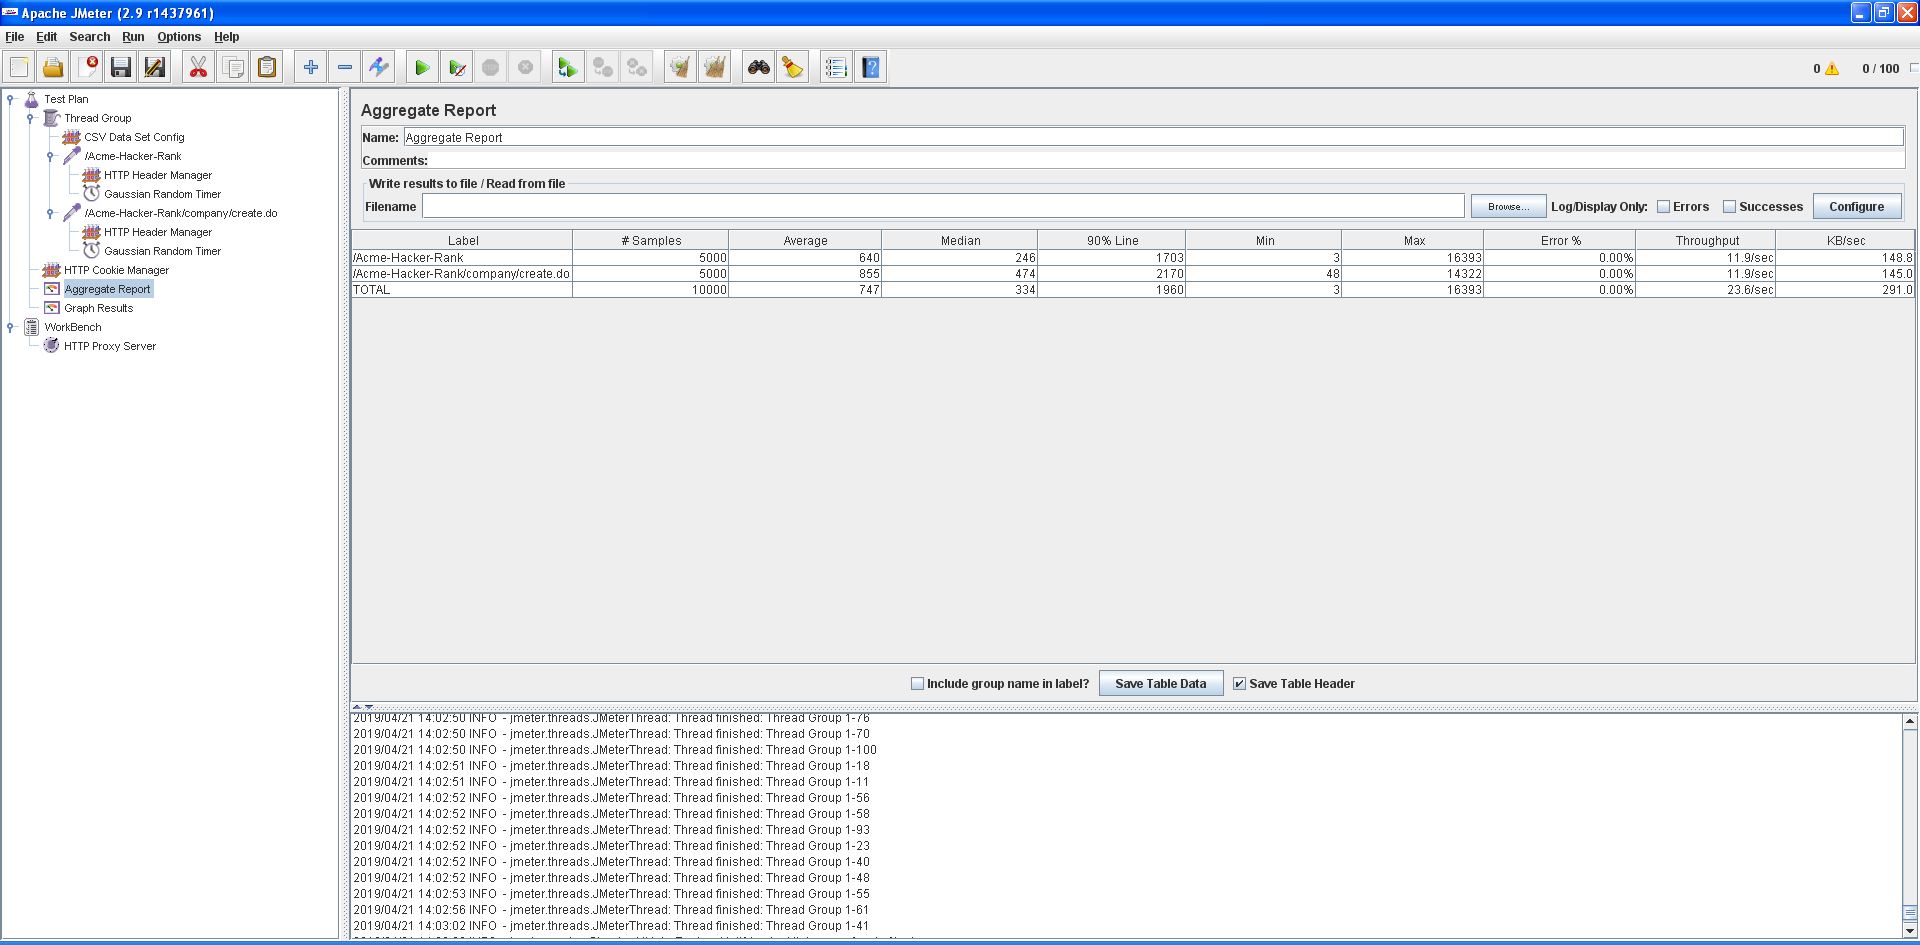 Apache JMeter (2.9 r1437961)
File Edit Search Run Options Help
0 0 / 100
Test Plan
Thread Group
CSV Data Set Config
/Acme-Hacker-Rank
HTTP Header Manager
Gaussian Random Timer
/Acme-Hacker-Rank/company/create.do
HTTP Header Manager
Gaussian Random Timer
HTTP Cookie Manager
Aggregate Report
Graph Results
WorkBench
HTTP Proxy Server
Aggregate Report
Name: Aggregate Report
Comments:
Write results to file / Read from file
Filename Browse... Log/Display Only: Errors Successes Configure
Label # Samples Average Median 90% Line Min Max Error % Throughput KB/sec
/Acme-Hacker-Rank 5000 640 246 1703 3 16393 0.00% 11.9/sec 148.8
/Acme-Hacker-Rank/company/create.do 5000 855 474 2170 48 14322 0.00% 11.9/sec 145.0
TOTAL 10000 747 334 1960 3 16393 0.00% 23.6/sec 291.0
Include group name in label? Save Table Data Save Table Header
2019/04/21 14:02:50 INFO - jmeter.threads.JMeterThread: Thread finished: Thread Group 1-76
2019/04/21 14:02:50 INFO - jmeter.threads.JMeterThread: Thread finished: Thread Group 1-70
2019/04/21 14:02:50 INFO - jmeter.threads.JMeterThread: Thread finished: Thread Group 1-100
2019/04/21 14:02:51 INFO - jmeter.threads.JMeterThread: Thread finished: Thread Group 1-18
2019/04/21 14:02:51 INFO - jmeter.threads.JMeterThread: Thread finished: Thread Group 1-11
2019/04/21 14:02:52 INFO - jmeter.threads.JMeterThread: Thread finished: Thread Group 1-56
2019/04/21 14:02:52 INFO - jmeter.threads.JMeterThread: Thread finished: Thread Group 1-58
2019/04/21 14:02:52 INFO - jmeter.threads.JMeterThread: Thread finished: Thread Group 1-93
2019/04/21 14:02:52 INFO - jmeter.threads.JMeterThread: Thread finished: Thread Group 1-23
2019/04/21 14:02:52 INFO - jmeter.threads.JMeterThread: Thread finished: Thread Group 1-40
2019/04/21 14:02:52 INFO - jmeter.threads.JMeterThread: Thread finished: Thread Group 1-48
2019/04/21 14:02:53 INFO - jmeter.threads.JMeterThread: Thread finished: Thread Group 1-55
2019/04/21 14:02:56 INFO - jmeter.threads.JMeterThread: Thread finished: Thread Group 1-61
2019/04/21 14:03:02 INFO - jmeter.threads.JMeterThread: Thread finished: Thread Group 1-41